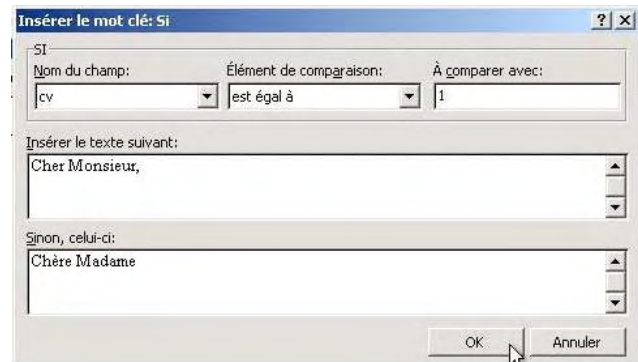 Insérer le mot clé: Si
SI
Nom du champ: Élément de comparaison: À comparer avec:
cv est égal à 1
Insérer le texte suivant:
Cher Monsieur,
Sinon, celui-ci:
Chère Madame
OK Annuler